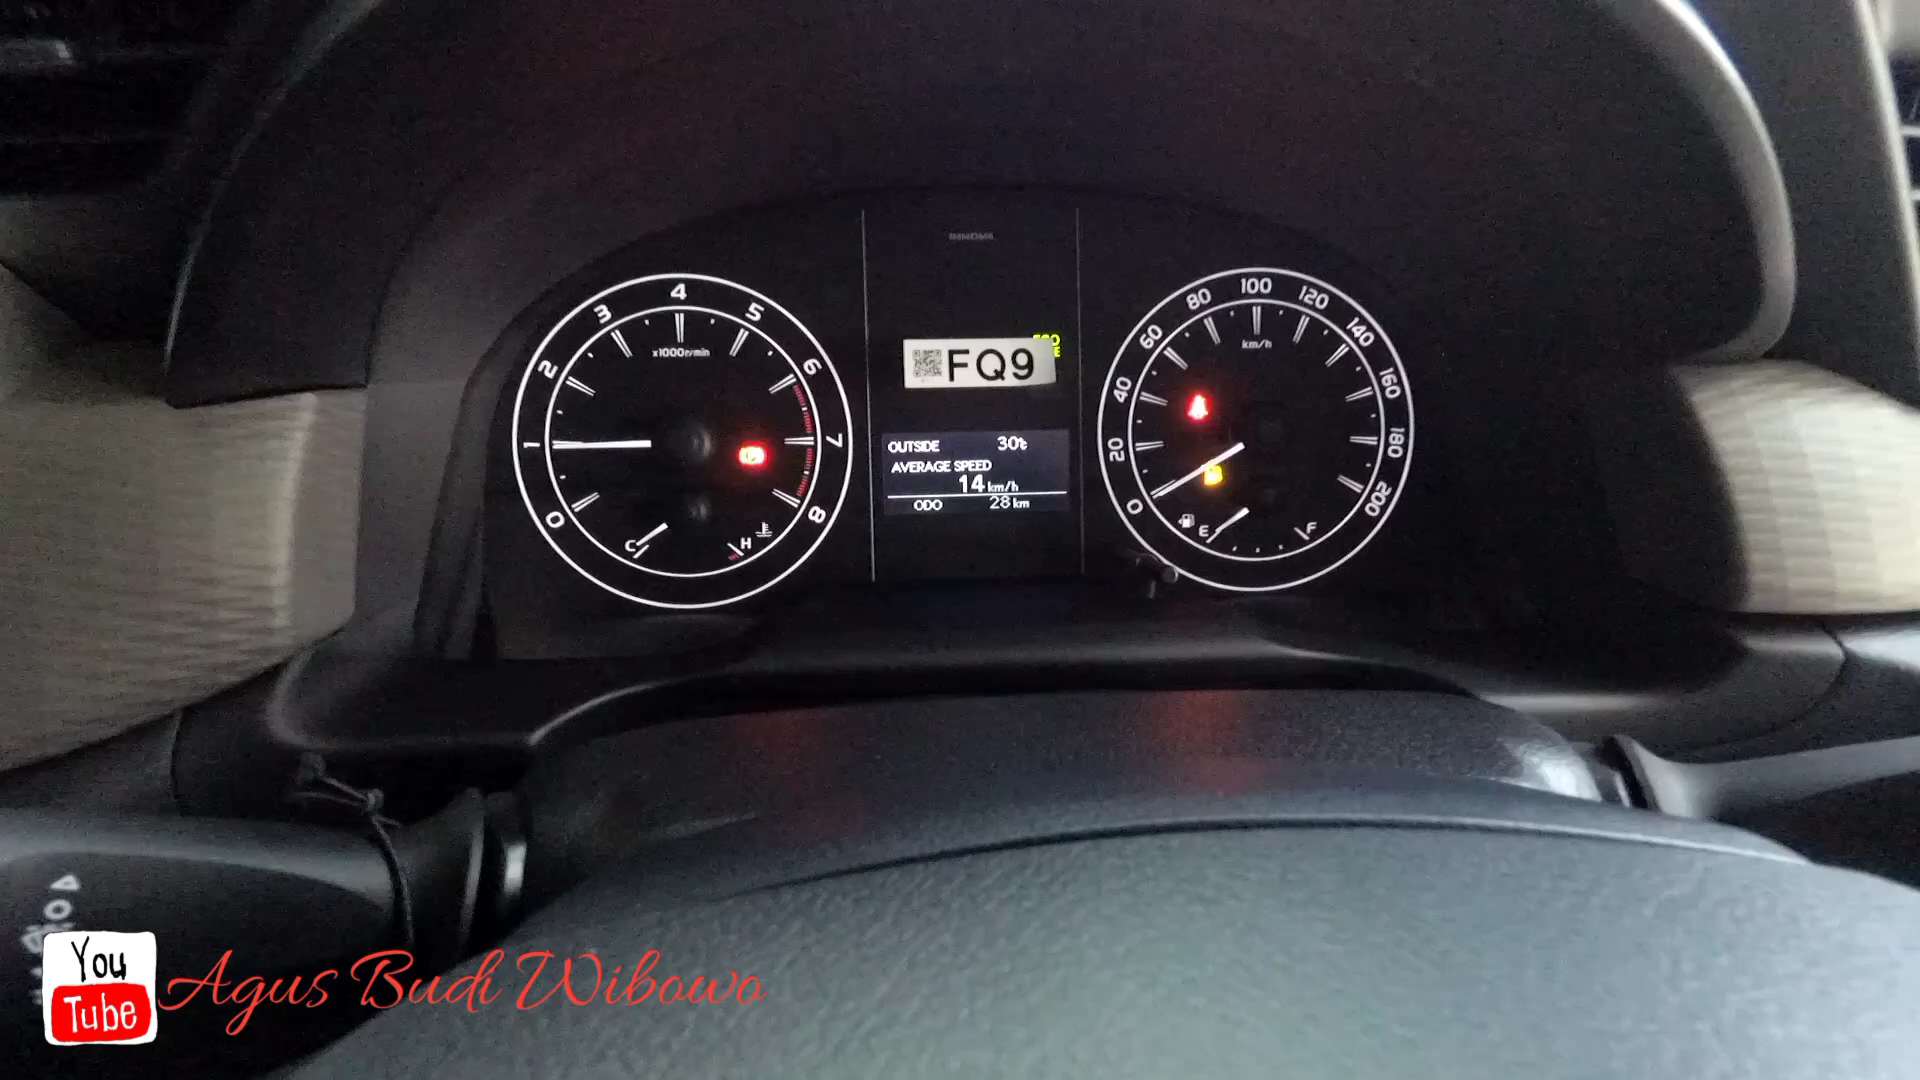 INNOVA
0 1 2 3 4 5 6 7 8
x1000r/min
C H
ECO
FQ9
OUTSIDE 30℃
AVERAGE SPEED
14 km/h
ODO 28 km
0 20 40 60 80 100 120 140 160 180 200
km/h
E F
You
Tube
Agus Budi Wibowo